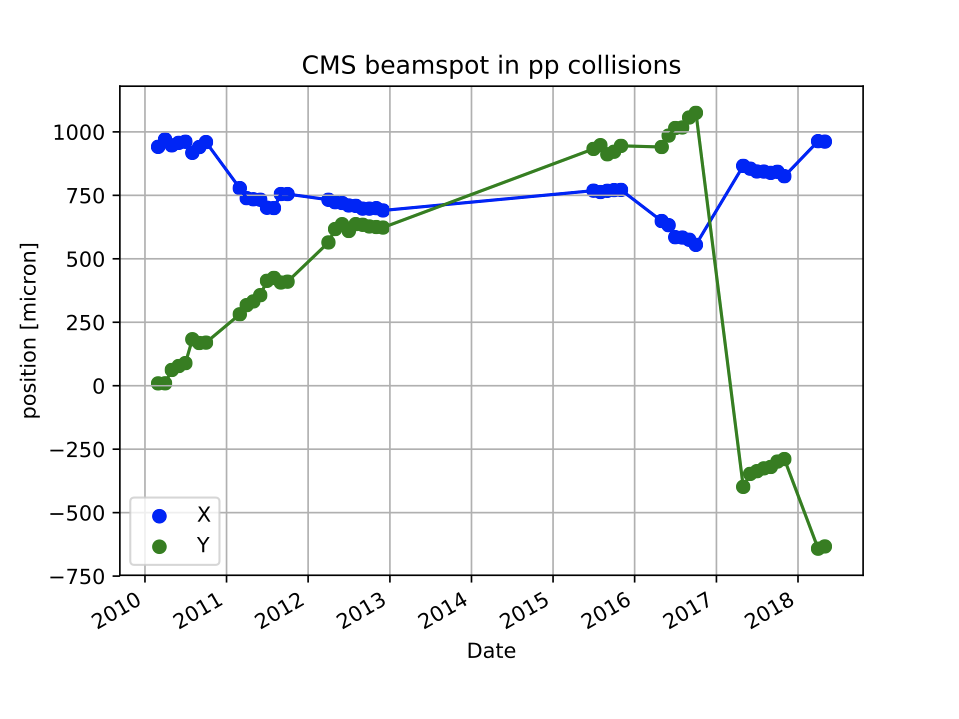 CMS beamspot in pp collisions
position [micron]
1000
750
500
250
0
−250
−500
−750
X
Y
2010 2011 2012 2013 2014 2015 2016 2017 2018
Date